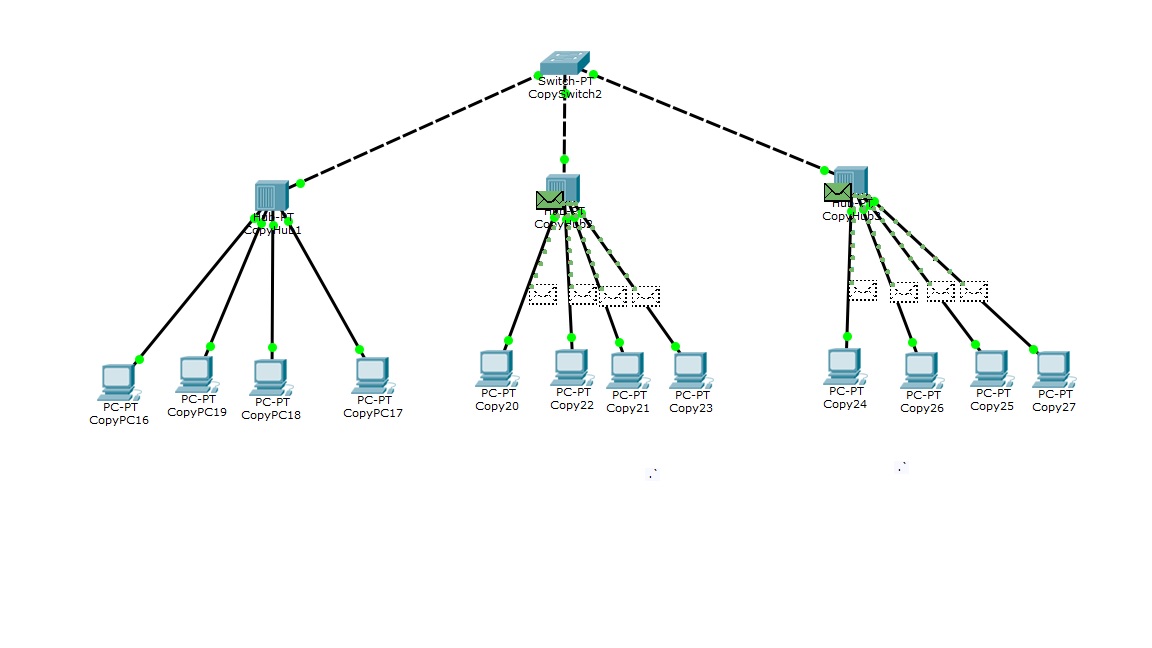 Switch-PT
CopySwitch2
Hub-PT
CopyHub1
Hub-PT
CopyHub2
Hub-PT
CopyHub3
PC-PT
CopyPC16
PC-PT
CopyPC19
PC-PT
CopyPC18
PC-PT
CopyPC17
PC-PT
Copy20
PC-PT
Copy22
PC-PT
Copy21
PC-PT
Copy23
PC-PT
Copy24
PC-PT
Copy26
PC-PT
Copy25
PC-PT
Copy27